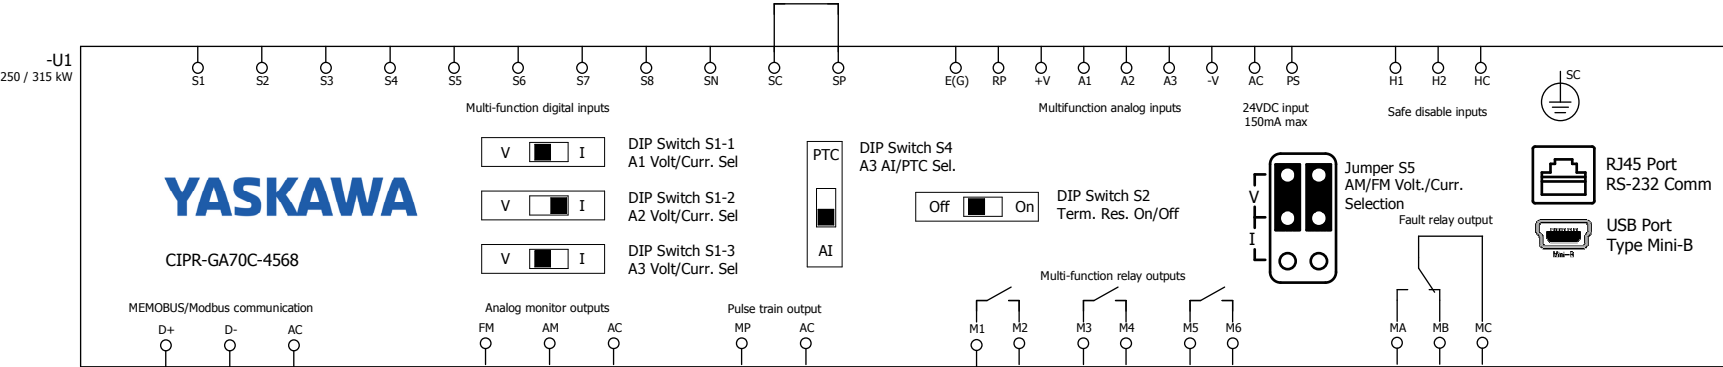 -U1
250 / 315 kW
S1 S2 S3 S4 S5 S6 S7 S8 SN SC SP E(G) RP +V A1 A2 A3 -V AC PS H1 H2 HC
SC
Multi-function digital inputs
Multifunction analog inputs
24VDC input
150mA max
Safe disable inputs
V I
DIP Switch S1-1
A1 Volt/Curr. Sel
V I
DIP Switch S1-2
A2 Volt/Curr. Sel
V I
DIP Switch S1-3
A3 Volt/Curr. Sel
PTC
AI
DIP Switch S4
A3 AI/PTC Sel.
Off On
DIP Switch S2
Term. Res. On/Off
V
I
Jumper S5
AM/FM Volt./Curr.
Selection
RJ45 Port
RS-232 Comm
USB Port
Type Mini-B
Mini-B
YASKAWA
CIPR-GA70C-4568
MEMOBUS/Modbus communication
D+ D- AC
Analog monitor outputs
FM AM AC
Pulse train output
MP AC
Multi-function relay outputs
M1 M2 M3 M4 M5 M6
Fault relay output
MA MB MC